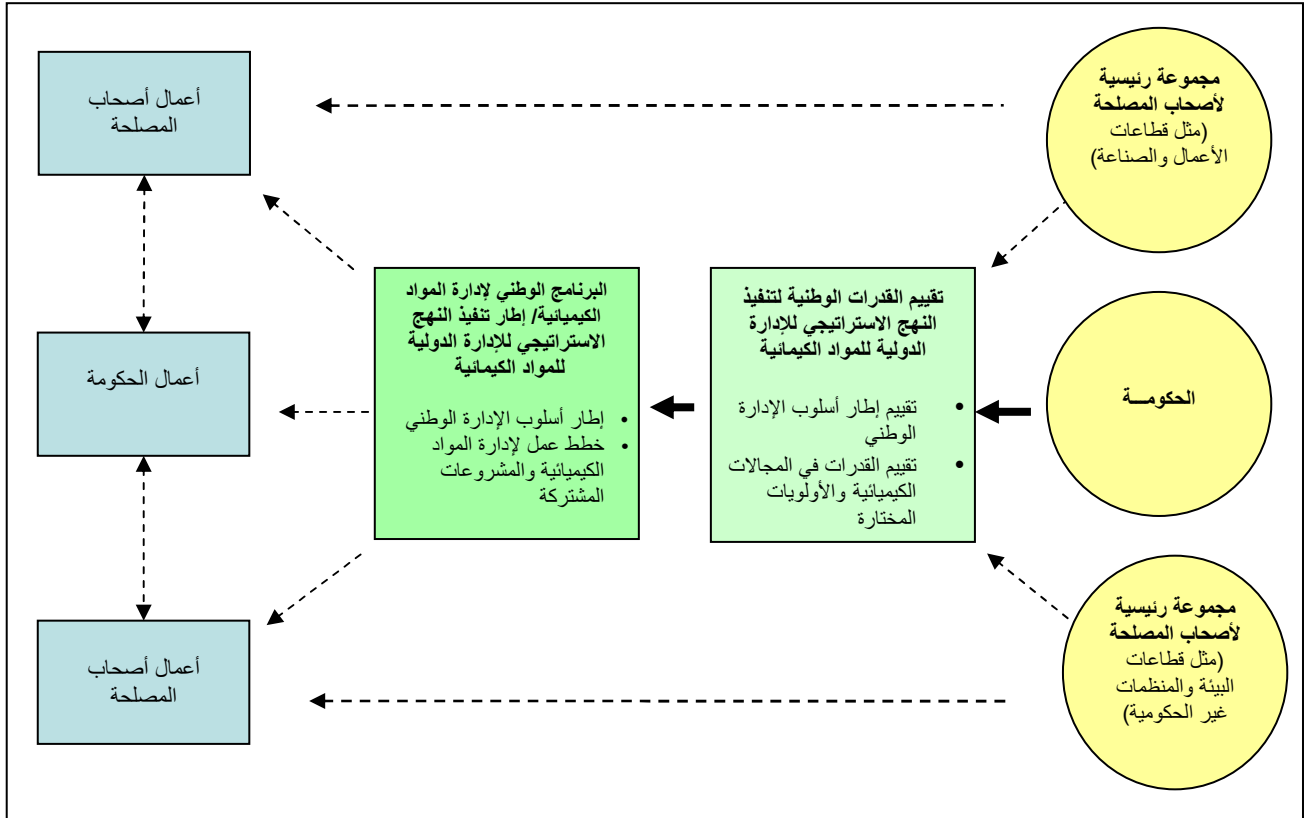 مجموعة رئيسية
لأصحاب المصلحة
(مثل قطاعات
الأعمال والصناعة)
أعمال أصحاب
المصلحة
الحكومـــة
تقييم القدرات الوطنية لتنفيذ
النهج الاستراتيجي للإدارة
الدولية للمواد الكيمائية
• تقييم إطار أسلوب الإدارة
الوطني
• تقييم القدرات في المجالات
الكيميائية والأولويات
المختارة
البرنامج الوطني لإدارة المواد
الكيميائية/ إطار تنفيذ النهج
الاستراتيجي للإدارة الدولية
للمواد الكيمائية
• إطار أسلوب الإدارة الوطني
• خطط عمل لإدارة المواد
الكيميائية والمشروعات
المشتركة
أعمال الحكومة
مجموعة رئيسية
لأصحاب المصلحة
(مثل قطاعات
البيئة والمنظمات
غير الحكومية)
أعمال أصحاب
المصلحة